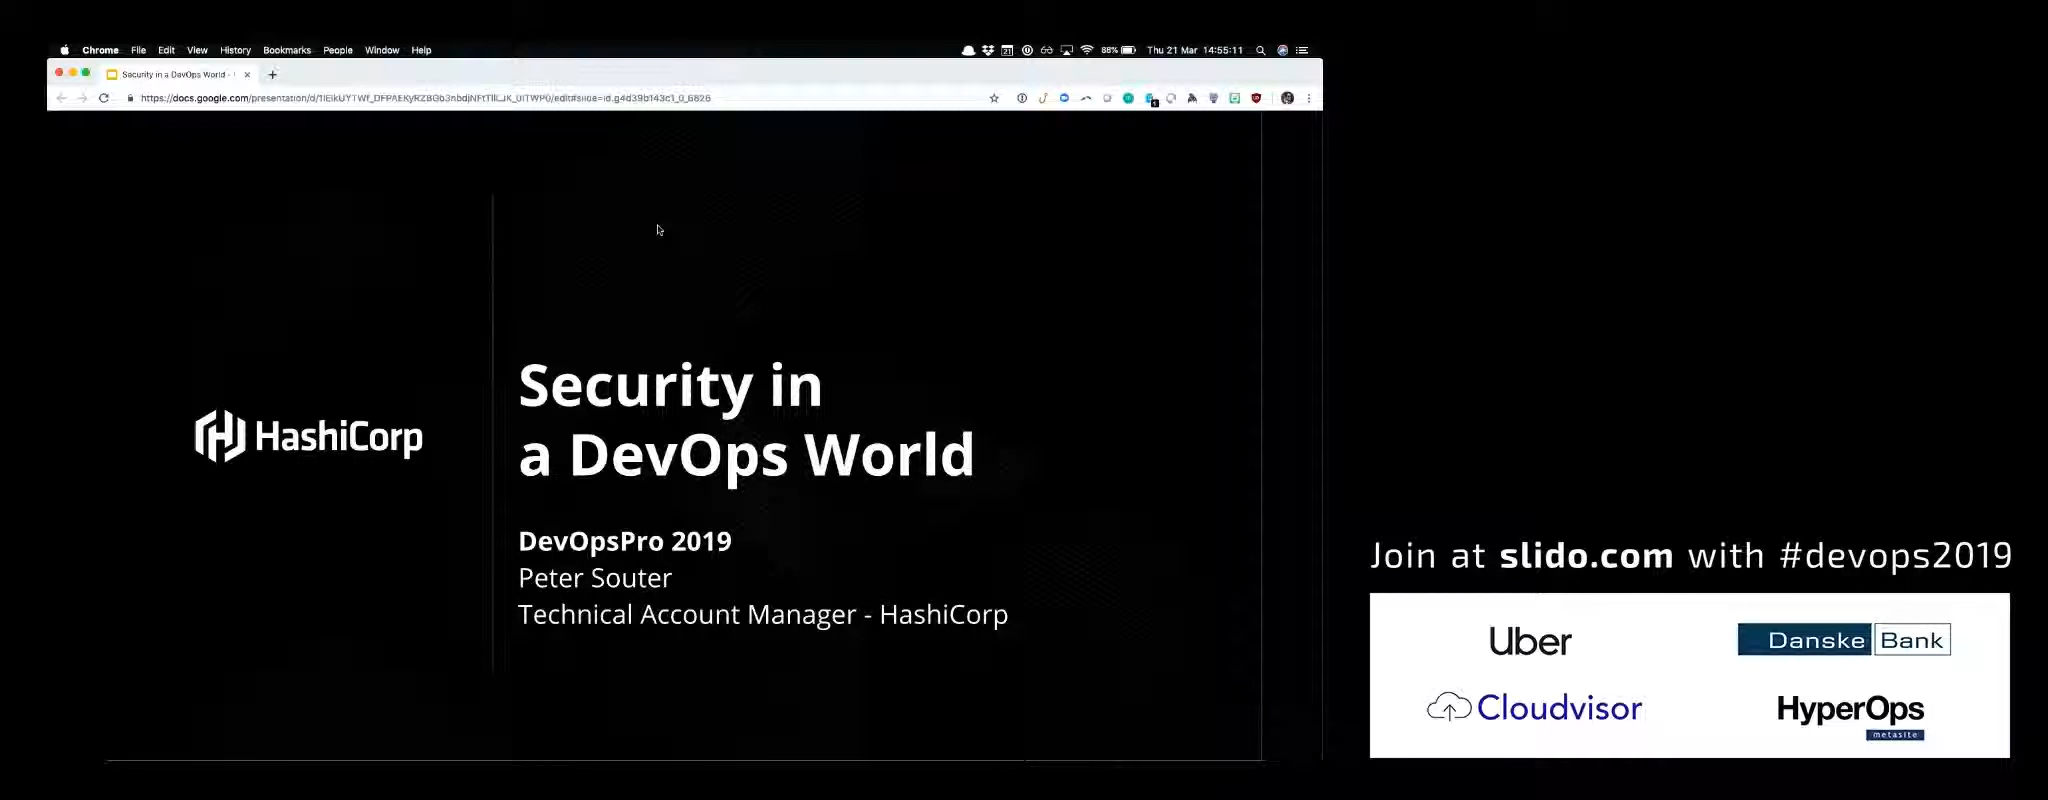 Chrome File Edit View History Bookmarks People Window Help
21 88% Thu 21 Mar 14:55:11
Security in a DevOps World -
HashiCorp
Security in
a DevOps World
DevOpsPro 2019
Peter Souter
Technical Account Manager - HashiCorp
Join at slido.com with #devops2019
Uber
Danske Bank
Cloudvisor
HyperOps
metasite